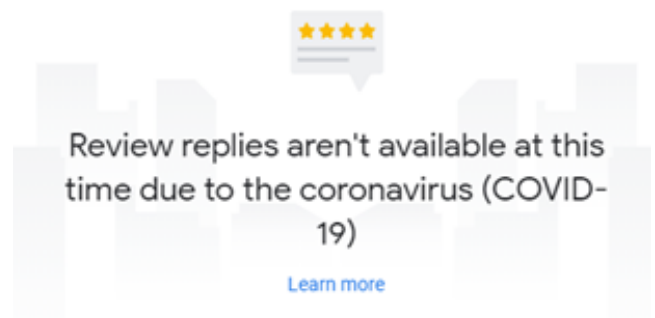 Review replies aren't available at this
time due to the coronavirus (COVID-
19)
Learn more